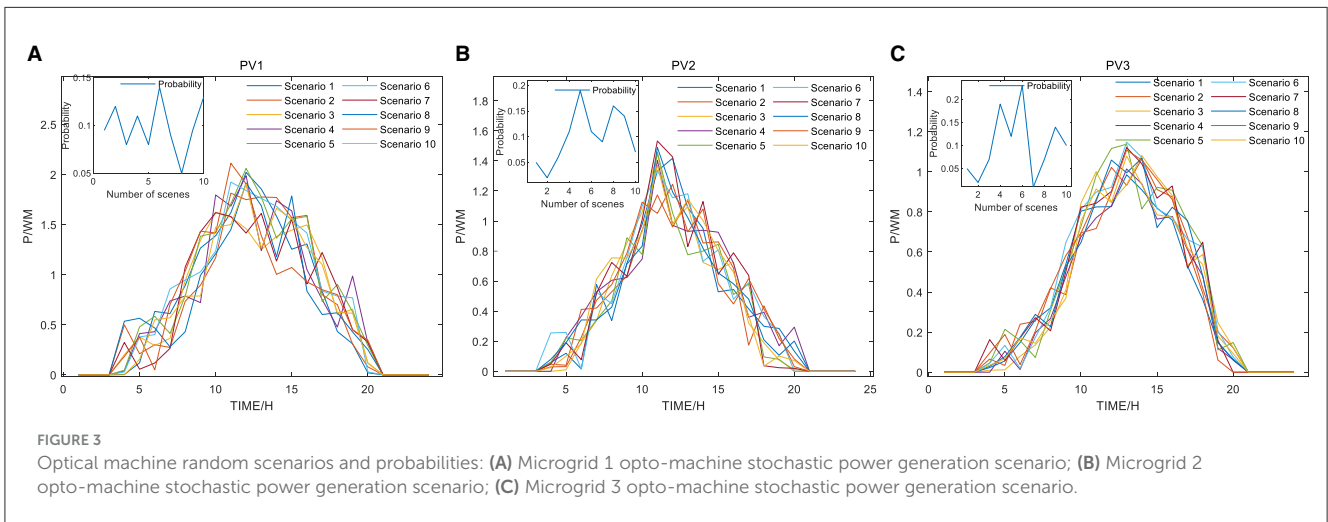 A
PV1
0.15
0.1
0.05
Probability
Probability
0
5
10
Number of scenes
Scenario 1
Scenario 2
Scenario 3
Scenario 4
Scenario 5
Scenario 6
Scenario 7
Scenario 8
Scenario 9
Scenario 10
2.5
2
1.5
1
0.5
0
P/WM
0
5
10
15
20
TIME/H
B
PV2
0.2
0.15
0.1
0.05
Probability
Probability
2
4
6
8
10
Number of scenes
Scenario 1
Scenario 2
Scenario 3
Scenario 4
Scenario 5
Scenario 6
Scenario 7
Scenario 8
Scenario 9
Scenario 10
1.8
1.6
1.4
1.2
1
0.8
0.6
0.4
0.2
0
P/WM
5
10
15
20
25
TIME/H
C
PV3
0.2
0.15
0.1
0.05
Probability
Probability
2
4
6
8
10
Number of scenes
Scenario 1
Scenario 2
Scenario 3
Scenario 4
Scenario 5
Scenario 6
Scenario 7
Scenario 8
Scenario 9
Scenario 10
1.4
1.2
1
0.8
0.6
0.4
0.2
0
P/WM
0
5
10
15
20
TIME/H
FIGURE 3
Optical machine random scenarios and probabilities: (A) Microgrid 1 opto-machine stochastic power generation scenario; (B) Microgrid 2
opto-machine stochastic power generation scenario; (C) Microgrid 3 opto-machine stochastic power generation scenario.